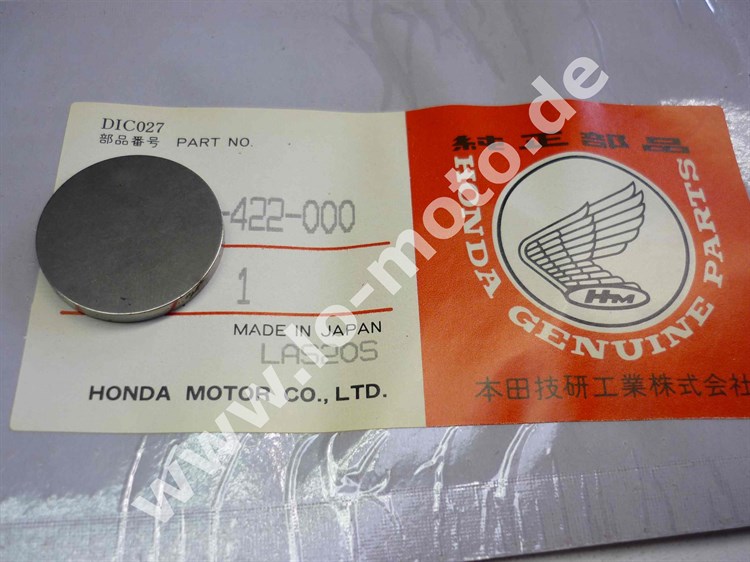 DIC027
部品番号 PART NO.
-422-000
1
MADE IN JAPAN
LAS20S
HONDA MOTOR CO., LTD.
純正部品
HONDA GENUINE PARTS
HM
本田技研工業株式会社
www.lo-moto.de